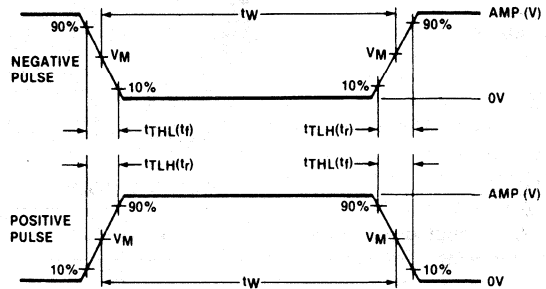 tW
90%
90%
AMP (V)
NEGATIVE
PULSE
VM
VM
10%
10%
0V
tTHL(tf)
tTLH(tr)
tTLH(tr)
tTHL(tf)
AMP (V)
90%
90%
POSITIVE
PULSE
VM
VM
10%
10%
tW
0V